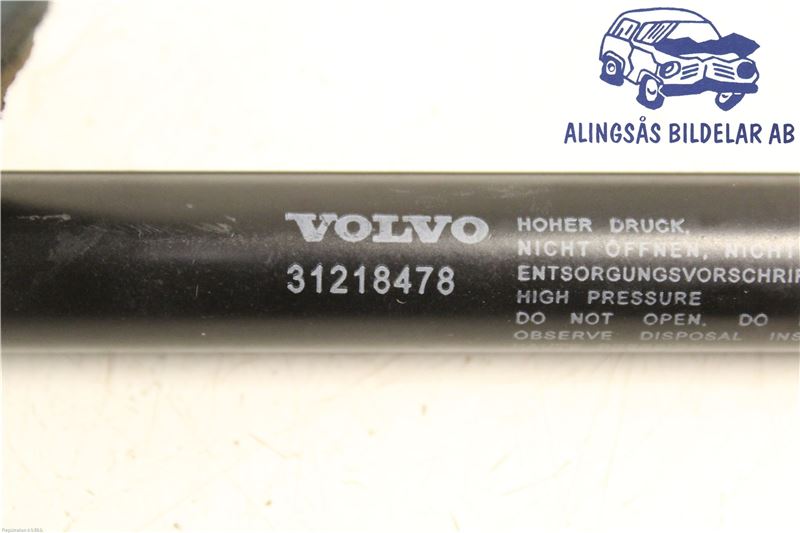 ALINGSÅS BILDELAR AB
VOLVO
31218478
HOHER DRUCK,
NICHT ÖFFNEN, NICHT
ENTSORGUNGSVORSCHRIF
HIGH PRESSURE
DO NOT OPEN. DO
OBSERVE DISPOSAL INS